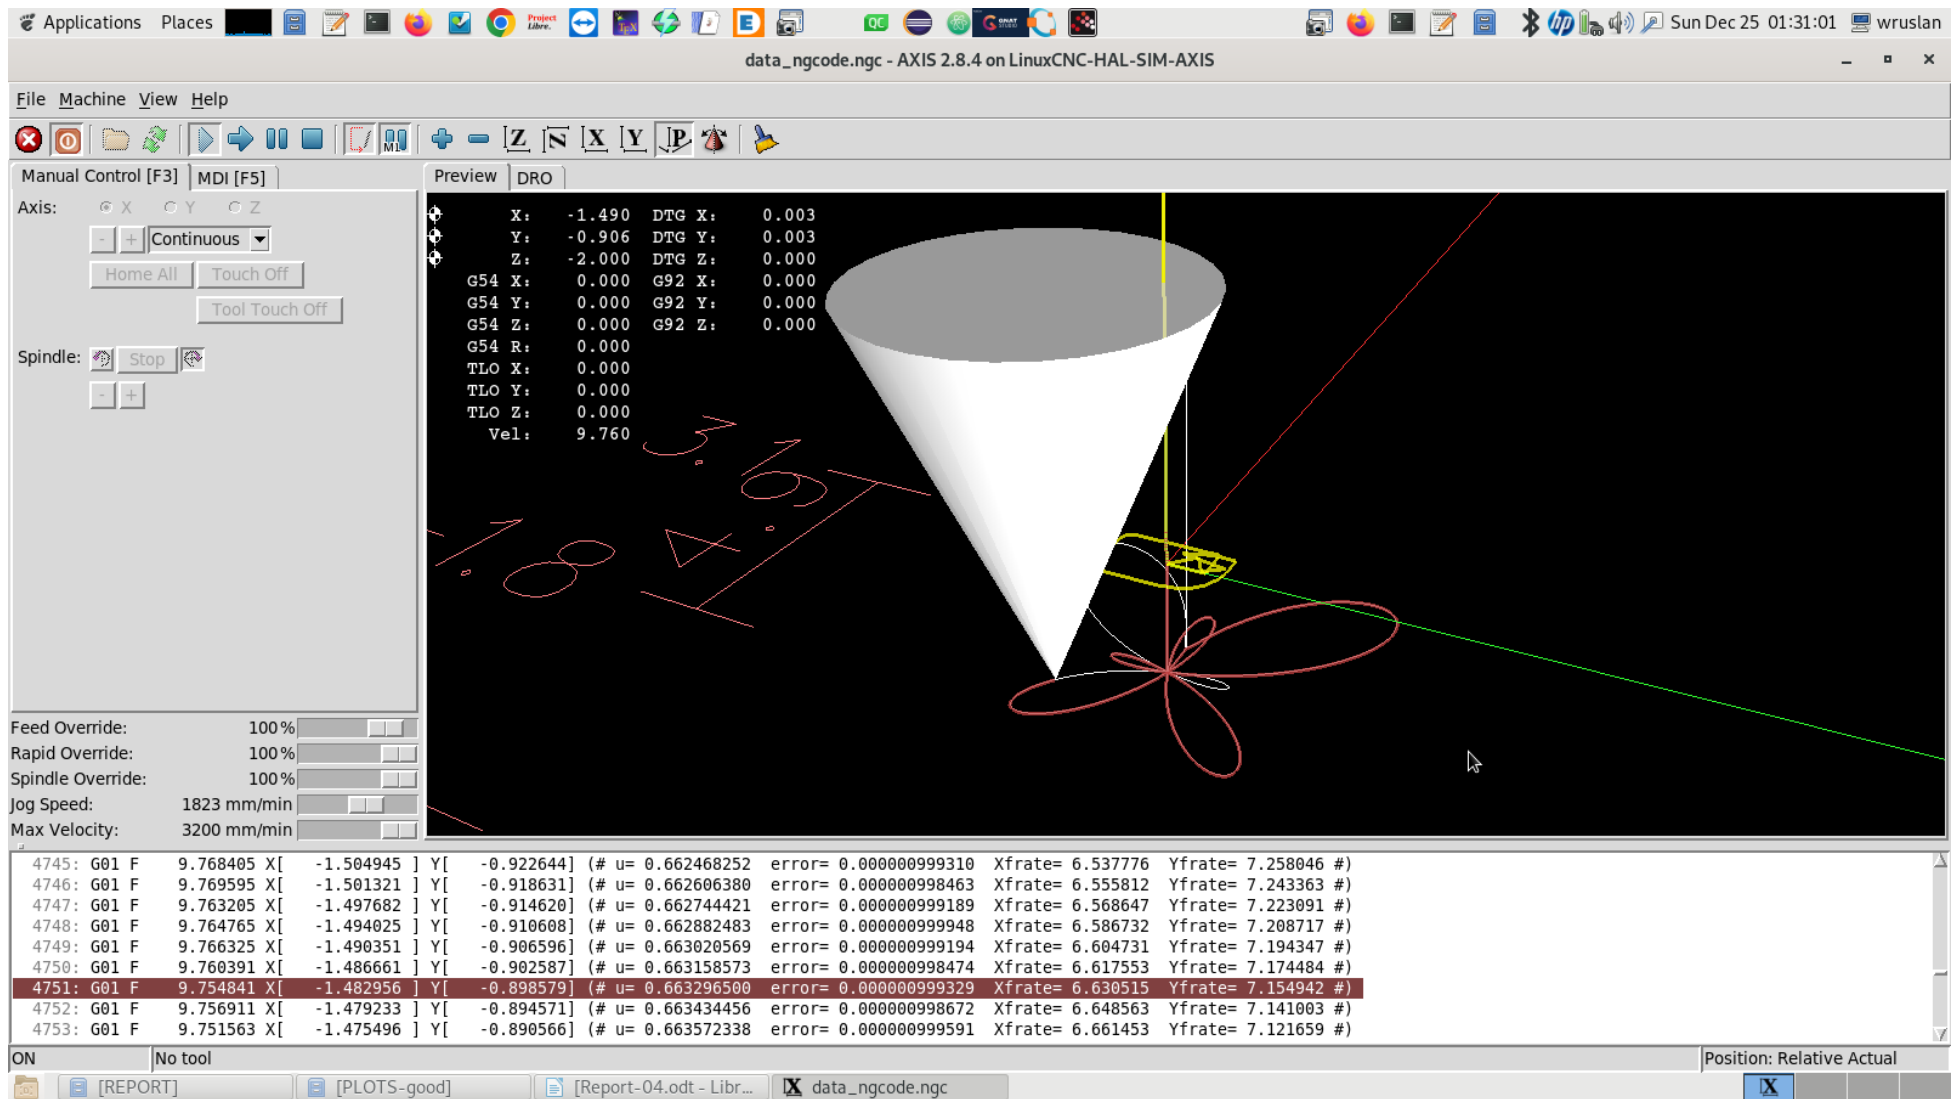 Applications Places Project Libre. TEX E QC GNAT STUDIO hp Sun Dec 25 01:31:01 wruslan
data_ngcode.ngc - AXIS 2.8.4 on LinuxCNC-HAL-SIM-AXIS
File Machine View Help
M1 Z N X Y P
Manual Control [F3] MDI [F5]
Axis: X Y Z
- + Continuous
Home All Touch Off
Tool Touch Off
Spindle: Stop
- +
Feed Override: 100%
Rapid Override: 100%
Spindle Override: 100%
Jog Speed: 1823 mm/min
Max Velocity: 3200 mm/min
Preview DRO
X: -1.490 DTG X: 0.003
Y: -0.906 DTG Y: 0.003
Z: -2.000 DTG Z: 0.000
G54 X: 0.000 G92 X: 0.000
G54 Y: 0.000 G92 Y: 0.000
G54 Z: 0.000 G92 Z: 0.000
G54 R: 0.000
TLO X: 0.000
TLO Y: 0.000
TLO Z: 0.000
Vel: 9.760
4745: G01 F 9.768405 X[ -1.504945 ] Y[ -0.922644] (# u= 0.662468252 error= 0.000000999310 Xfrate= 6.537776 Yfrate= 7.258046 #)
4746: G01 F 9.769595 X[ -1.501321 ] Y[ -0.918631] (# u= 0.662606380 error= 0.000000998463 Xfrate= 6.555812 Yfrate= 7.243363 #)
4747: G01 F 9.763205 X[ -1.497682 ] Y[ -0.914620] (# u= 0.662744421 error= 0.000000999189 Xfrate= 6.568647 Yfrate= 7.223091 #)
4748: G01 F 9.764765 X[ -1.494025 ] Y[ -0.910608] (# u= 0.662882483 error= 0.000000999948 Xfrate= 6.586732 Yfrate= 7.208717 #)
4749: G01 F 9.766325 X[ -1.490351 ] Y[ -0.906596] (# u= 0.663020569 error= 0.000000999194 Xfrate= 6.604731 Yfrate= 7.194347 #)
4750: G01 F 9.760391 X[ -1.486661 ] Y[ -0.902587] (# u= 0.663158573 error= 0.000000998474 Xfrate= 6.617553 Yfrate= 7.174484 #)
4751: G01 F 9.754841 X[ -1.482956 ] Y[ -0.898579] (# u= 0.663296500 error= 0.000000999329 Xfrate= 6.630515 Yfrate= 7.154942 #)
4752: G01 F 9.756911 X[ -1.479233 ] Y[ -0.894571] (# u= 0.663434456 error= 0.000000998672 Xfrate= 6.648563 Yfrate= 7.141003 #)
4753: G01 F 9.751563 X[ -1.475496 ] Y[ -0.890566] (# u= 0.663572338 error= 0.000000999591 Xfrate= 6.661453 Yfrate= 7.121659 #)
ON No tool Position: Relative Actual
[REPORT] [PLOTS-good] [Report-04.odt - Libr... data_ngcode.ngc